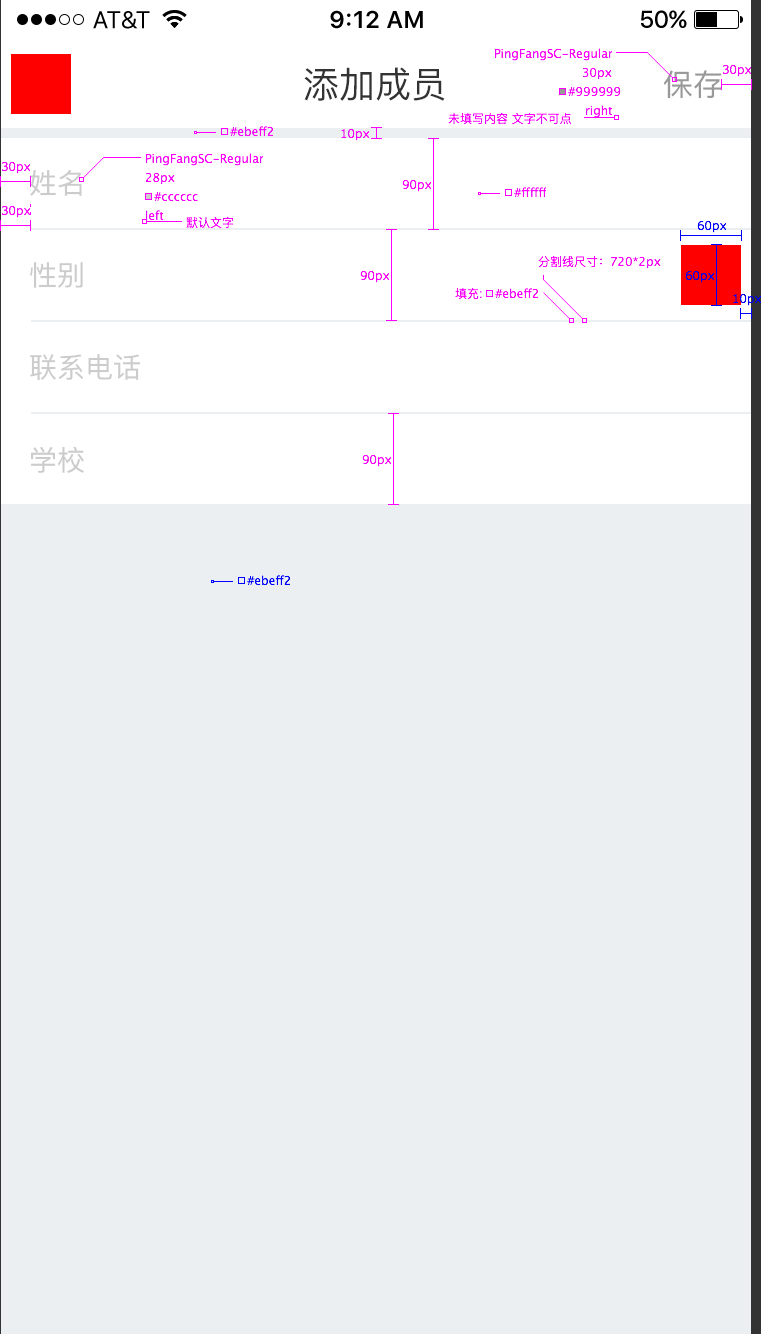 AT&T 9:12 AM 50%
添加成员
保存
PingFangSC-Regular
30px
#999999
right
30px
未填写内容 文字不可点
#ebeff2
10px
30px
姓名
PingFangSC-Regular
28px
#cccccc
left
默认文字
30px
90px
#ffffff
性别
90px
分割线尺寸：720*2px
填充: #ebeff2
60px
60px
10px
联系电话
学校
90px
#ebeff2